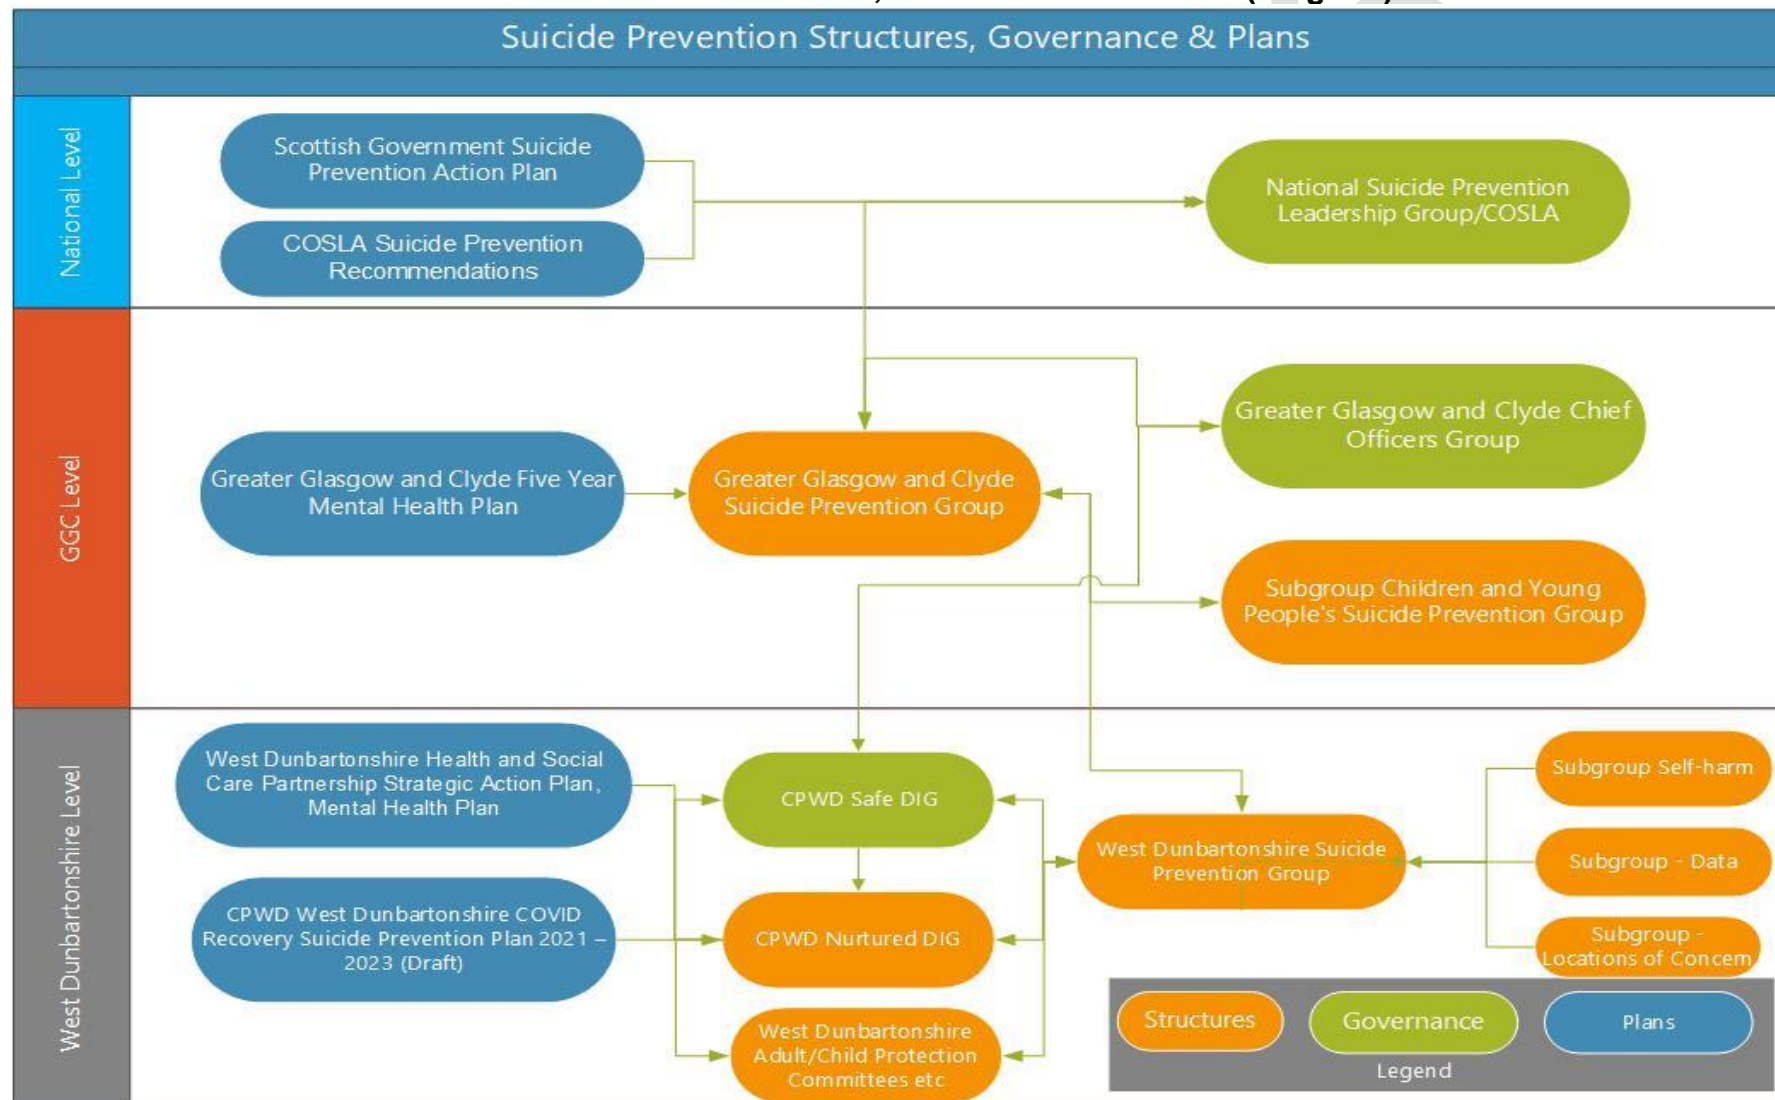 Suicide Prevention Structures, Governance & Plans
National Level
Scottish Government Suicide
Prevention Action Plan
COSLA Suicide Prevention
Recommendations
National Suicide Prevention
Leadership Group/COSLA
GGC Level
Greater Glasgow and Clyde Five Year
Mental Health Plan
Greater Glasgow and Clyde
Suicide Prevention Group
Greater Glasgow and Clyde Chief
Officers Group
Subgroup Children and Young
People's Suicide Prevention Group
West Dunbartonshire Level
West Dunbartonshire Health and Social
Care Partnership Strategic Action Plan,
Mental Health Plan
CPWD West Dunbartonshire COVID
Recovery Suicide Prevention Plan 2021 –
2023 (Draft)
CPWD Safe DIG
CPWD Nurtured DIG
West Dunbartonshire
Adult/Child Protection
Committees etc
West Dunbartonshire Suicide
Prevention Group
Subgroup Self-harm
Subgroup - Data
Subgroup -
Locations of Concern
Structures
Governance
Plans
Legend